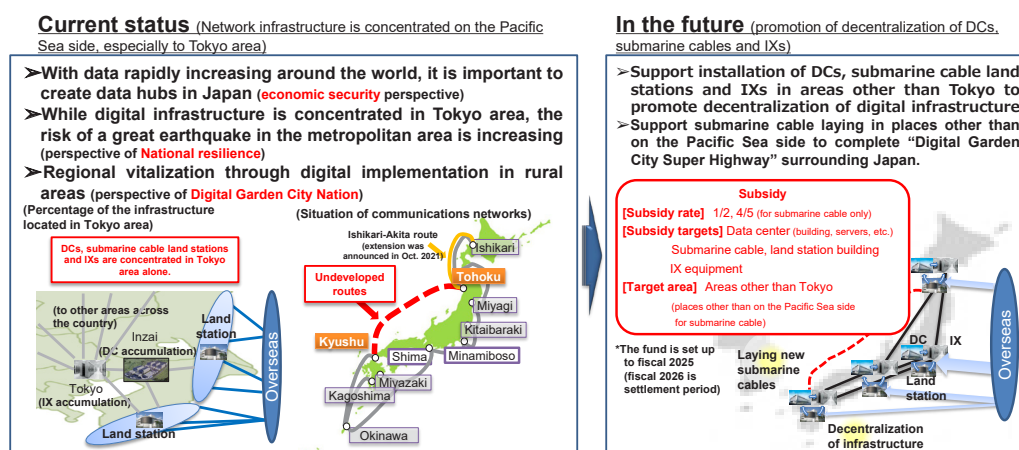 Current status (Network infrastructure is concentrated on the Pacific
Sea side, especially to Tokyo area)
➢With data rapidly increasing around the world, it is important to
create data hubs in Japan (economic security perspective)
➢While digital infrastructure is concentrated in Tokyo area, the
risk of a great earthquake in the metropolitan area is increasing
(perspective of National resilience)
➢Regional vitalization through digital implementation in rural
areas (perspective of Digital Garden City Nation)
(Percentage of the infrastructure
located in Tokyo area)
DCs, submarine cable land stations
and IXs are concentrated in Tokyo
area alone.
(to other areas across
the country)
Land
station
Inzai
(DC accumulation)
Tokyo
(IX accumulation)
Land station
Overseas
(Situation of communications networks)
Ishikari-Akita route
(extension was
announced in Oct. 2021)
Ishikari
Undeveloped
routes
Tohoku
Miyagi
Kitaibaraki
Kyushu
Shima
Minamiboso
Miyazaki
Kagoshima
Okinawa
In the future (promotion of decentralization of DCs,
submarine cables and IXs)
➢Support installation of DCs, submarine cable land
stations and IXs in areas other than Tokyo to
promote decentralization of digital infrastructure
➢Support submarine cable laying in places other than
on the Pacific Sea side to complete “Digital Garden
City Super Highway” surrounding Japan.
Subsidy
[Subsidy rate] 1/2, 4/5 (for submarine cable only)
[Subsidy targets] Data center (building, servers, etc.)
Submarine cable, land station building
IX equipment
[Target area] Areas other than Tokyo
(places other than on the Pacific Sea side
for submarine cable)
*The fund is set up
to fiscal 2025
(fiscal 2026 is
settlement period)
Laying new
submarine
cables
DC
IX
Land
station
Overseas
Decentralization
of infrastructure